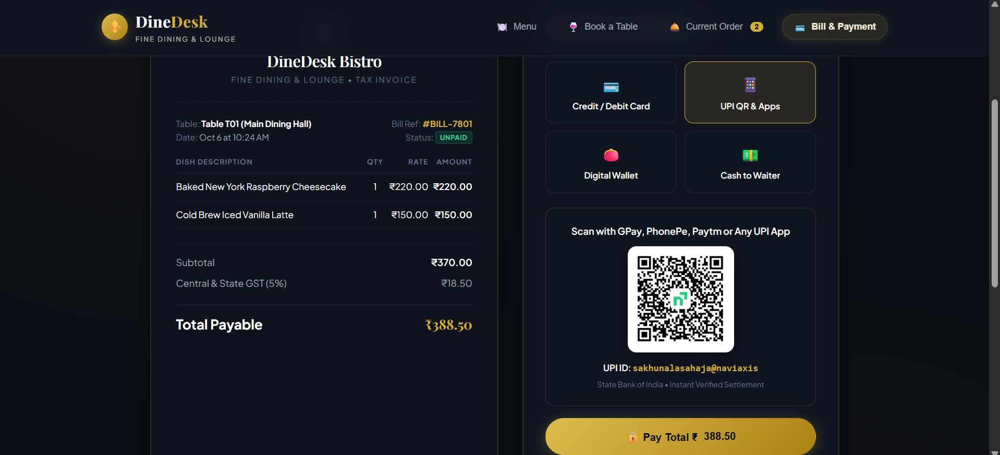 DineDesk
FINE DINING & LOUNGE
Menu
Book a Table
Current Order 2
Bill & Payment
DineDesk Bistro
FINE DINING & LOUNGE • TAX INVOICE
Table: Table T01 (Main Dining Hall)
Bill Ref: #BILL-7801
Date: Oct 6 at 10:24 AM
Status: UNPAID
DISH DESCRIPTION QTY RATE AMOUNT
Baked New York Raspberry Cheesecake 1 ₹220.00 ₹220.00
Cold Brew Iced Vanilla Latte 1 ₹150.00 ₹150.00
Subtotal ₹370.00
Central & State GST (5%) ₹18.50
Total Payable ₹388.50
Credit / Debit Card
UPI QR & Apps
Digital Wallet
Cash to Waiter
Scan with GPay, PhonePe, Paytm or Any UPI App
n
UPI ID: sakhunalasahaja@naviaxis
State Bank of India • Instant Verified Settlement
Pay Total ₹ 388.50